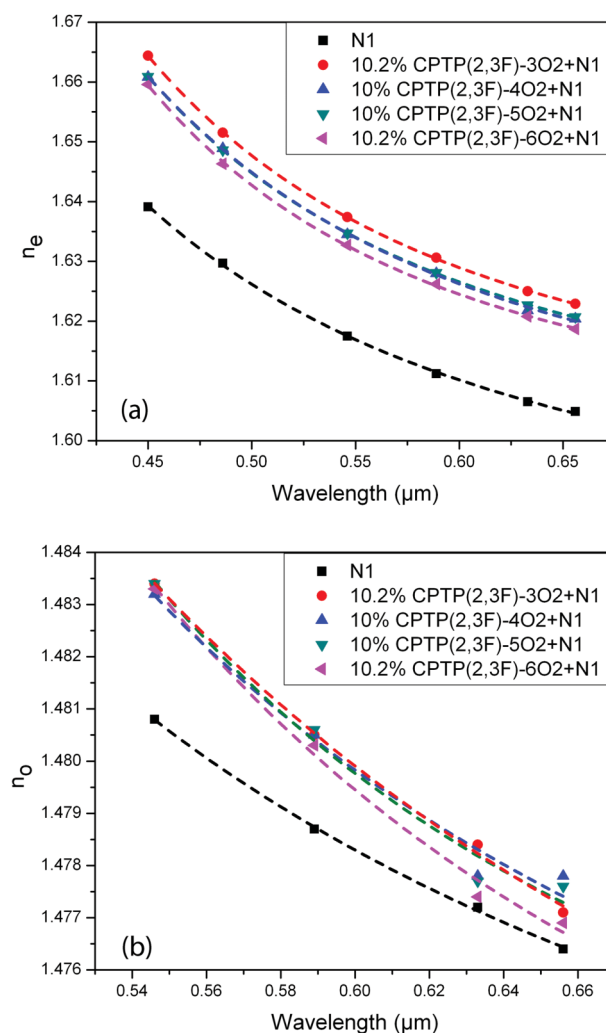 1.67
1.66
1.65
1.64
1.63
1.62
1.61
1.60
n_e
N1
10.2% CPTP(2,3F)-3O2+N1
10% CPTP(2,3F)-4O2+N1
10% CPTP(2,3F)-5O2+N1
10.2% CPTP(2,3F)-6O2+N1
(a)
0.45 0.50 0.55 0.60 0.65
Wavelength (µm)
1.484
1.483
1.482
1.481
1.480
1.479
1.478
1.477
1.476
n_o
N1
10.2% CPTP(2,3F)-3O2+N1
10% CPTP(2,3F)-4O2+N1
10% CPTP(2,3F)-5O2+N1
10.2% CPTP(2,3F)-6O2+N1
(b)
0.54 0.56 0.58 0.60 0.62 0.64 0.66
Wavelength (µm)